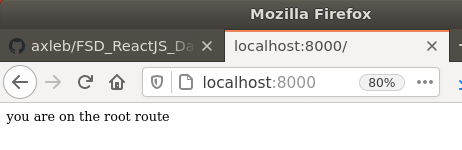 Mozilla Firefox
axleb/FSD_ReactJS_Da
localhost:8000/
localhost:8000
80%
you are on the root route